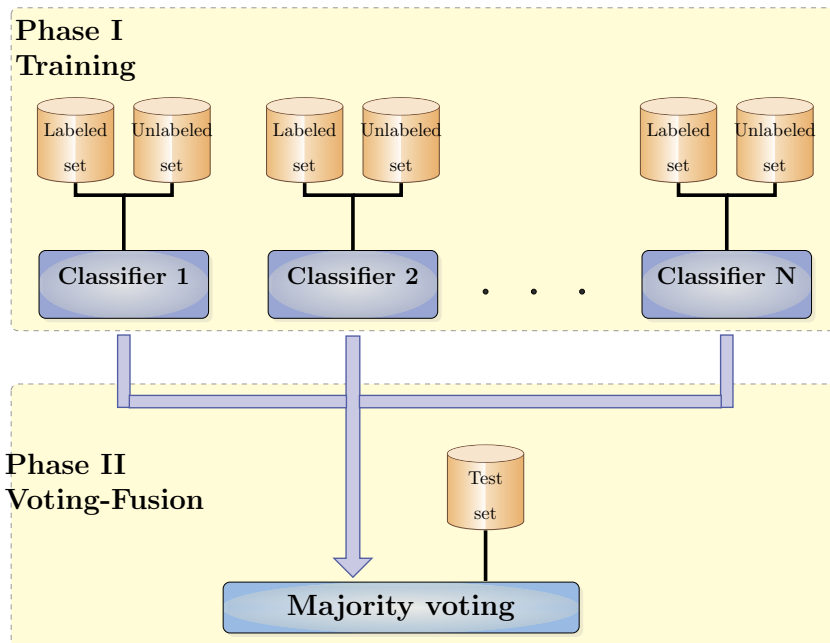 Phase I
Training
Labeled
set
Unlabeled
set
Labeled
set
Unlabeled
set
Labeled
set
Unlabeled
set
Classifier 1
Classifier 2
. . .
Classifier N
Phase II
Voting-Fusion
Test
set
Majority voting